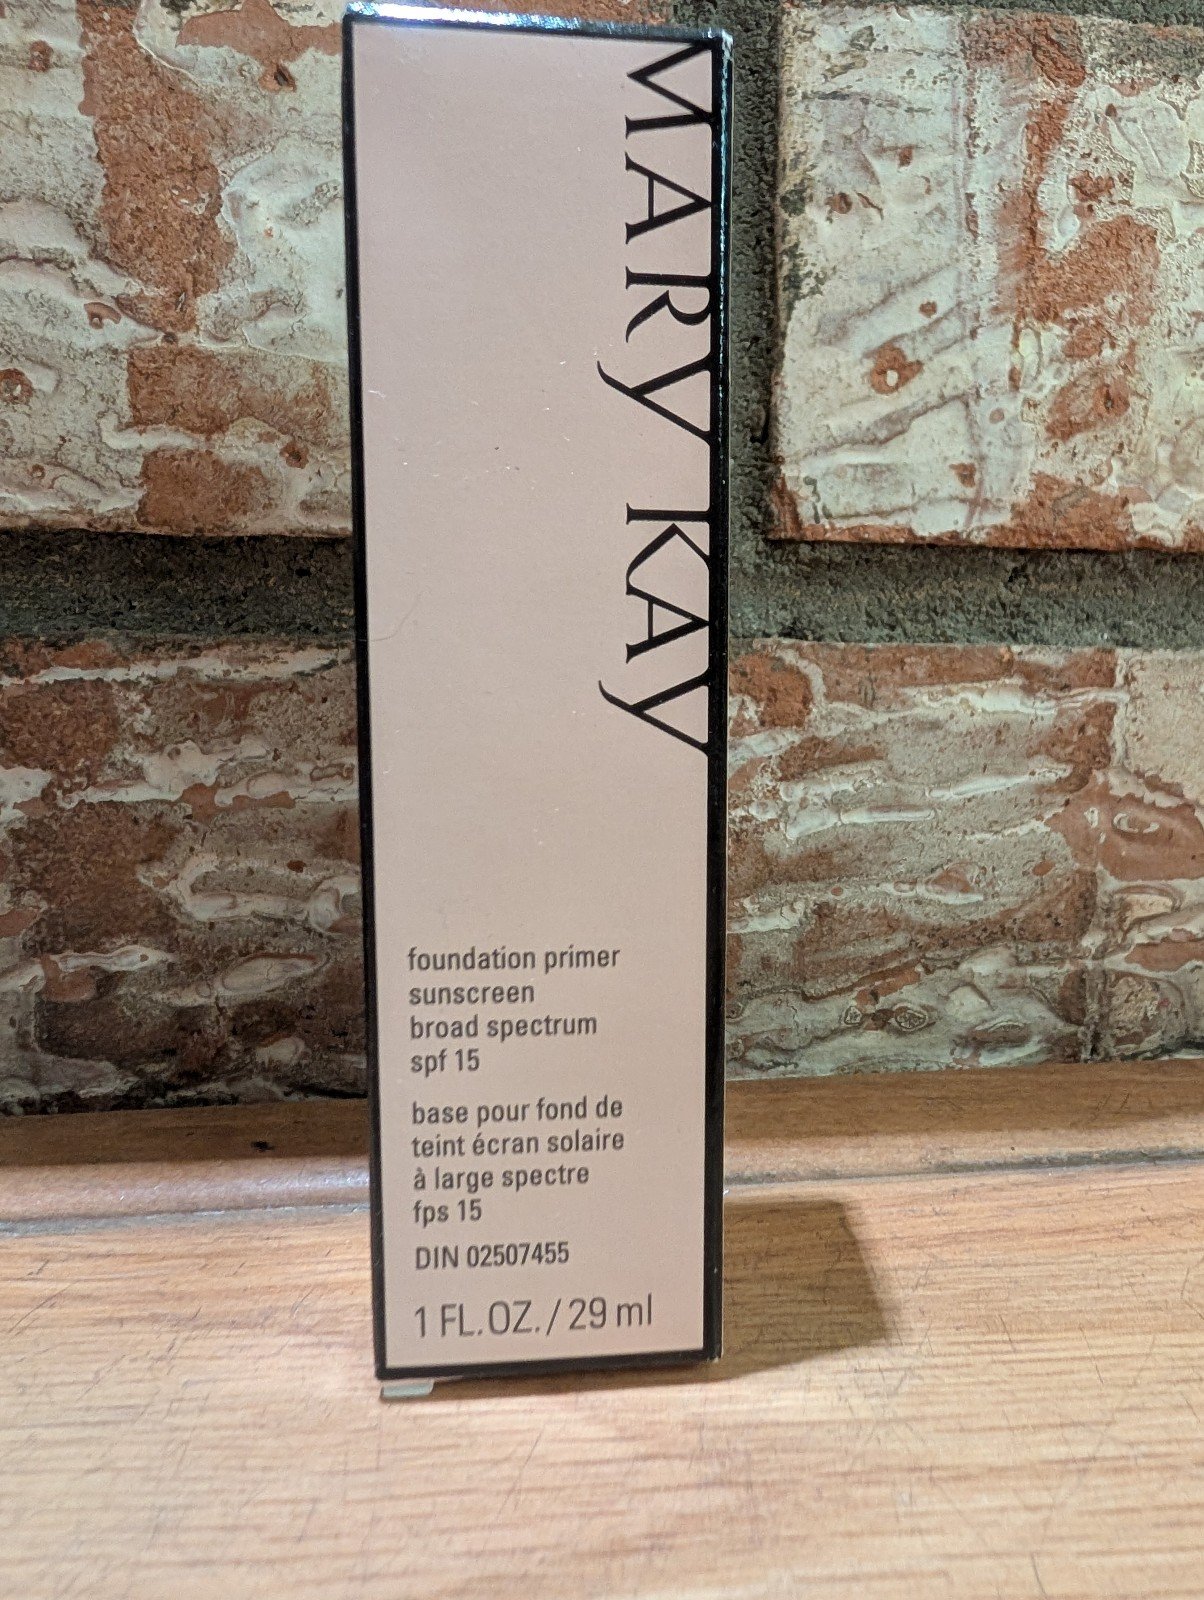 MARY KAY
foundation primer
sunscreen
broad spectrum
spf 15
base pour fond de
teint écran solaire
à large spectre
fps 15
DIN 02507455
1 FL.OZ. / 29 ml